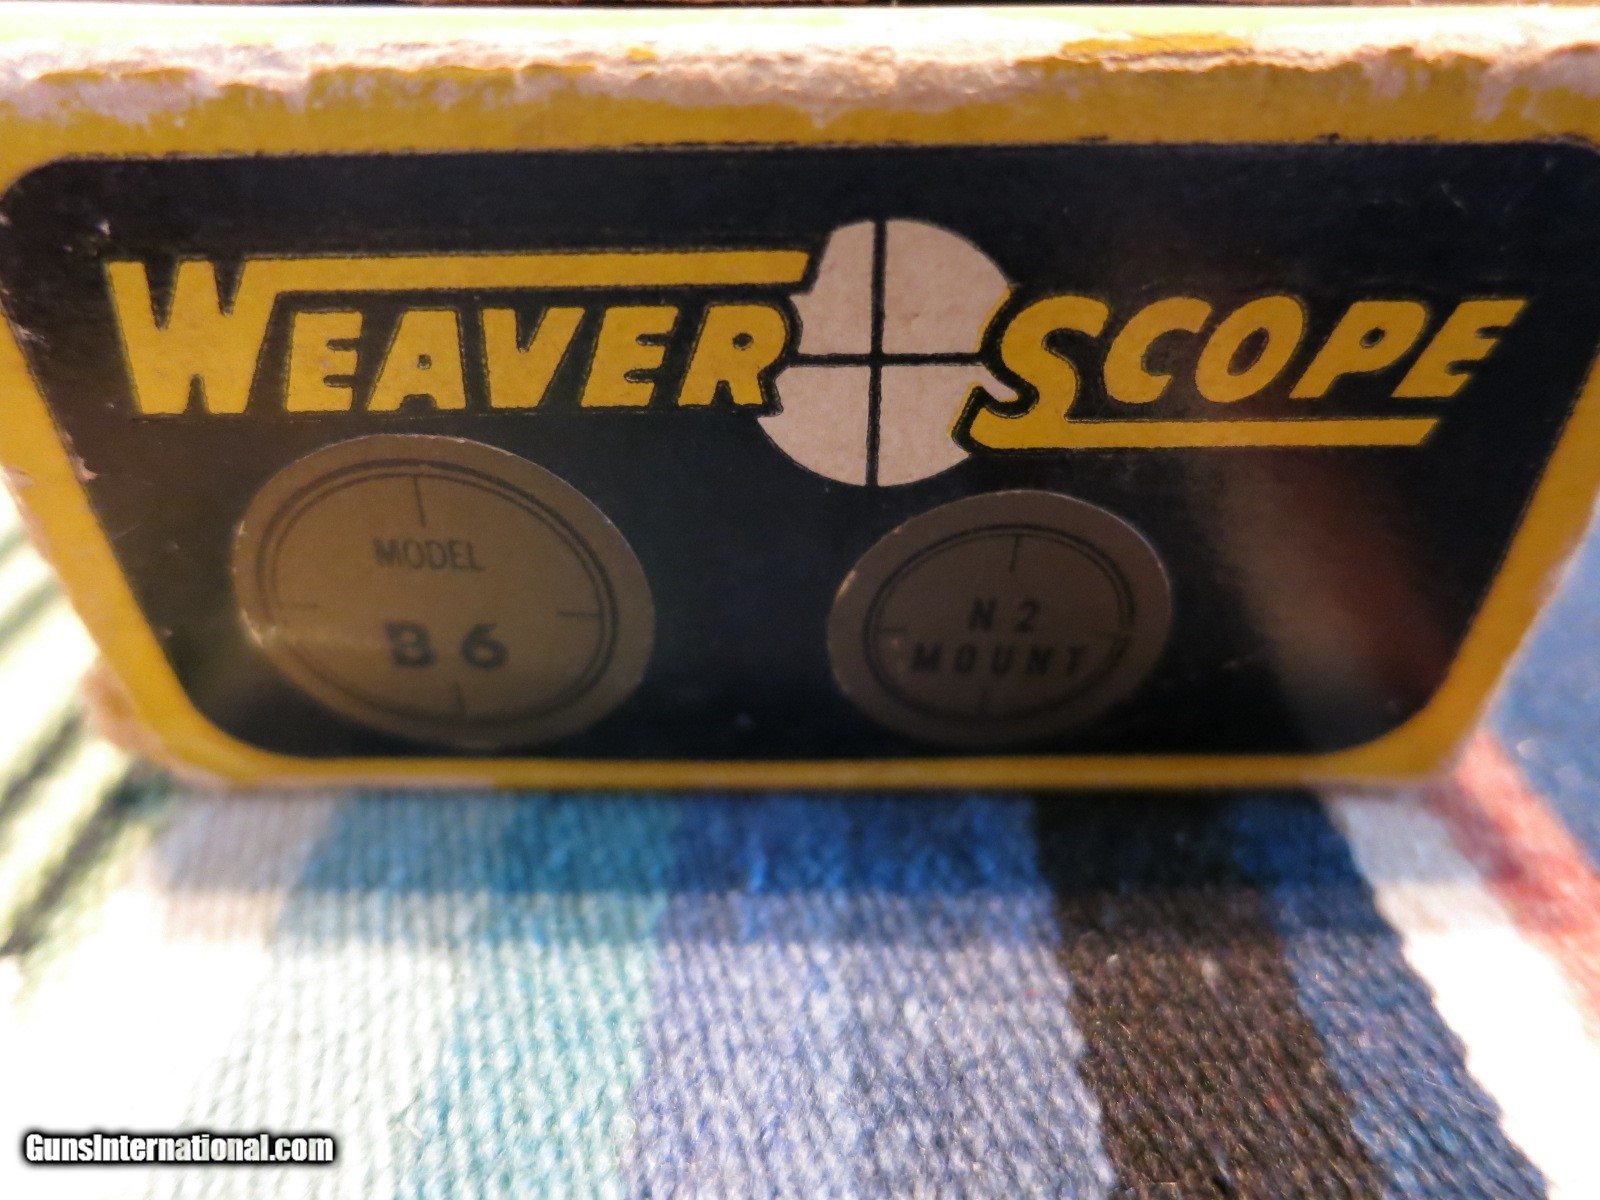 WEAVER SCOPE
MODEL
B6
N2
MOUNT
GunsInternational.com